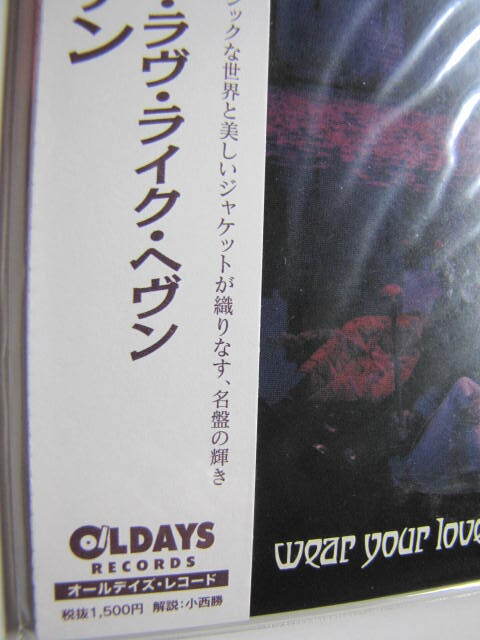 ・ラヴ・ライク・ヘヴン
ン
な世界と美しいジャケットが織りなす、名盤の輝き
OLDAYS
RECORDS
オールデイズ・レコード
税抜1,500円 解説:小西勝
wear your love